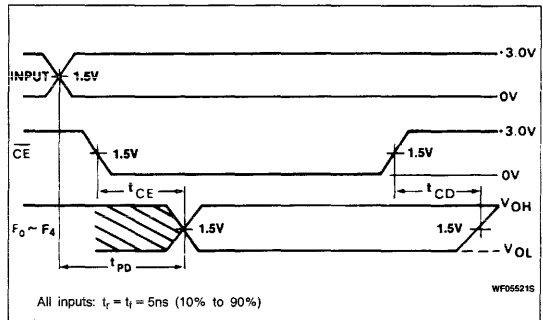 +3.0V
INPUT
1.5V
0V
+3.0V
CE
1.5V
1.5V
0V
tCE
tCD
VOH
F0 ~ F4
1.5V
1.5V
VOL
tPD
WF05521S
All inputs: tr = tf = 5ns (10% to 90%)